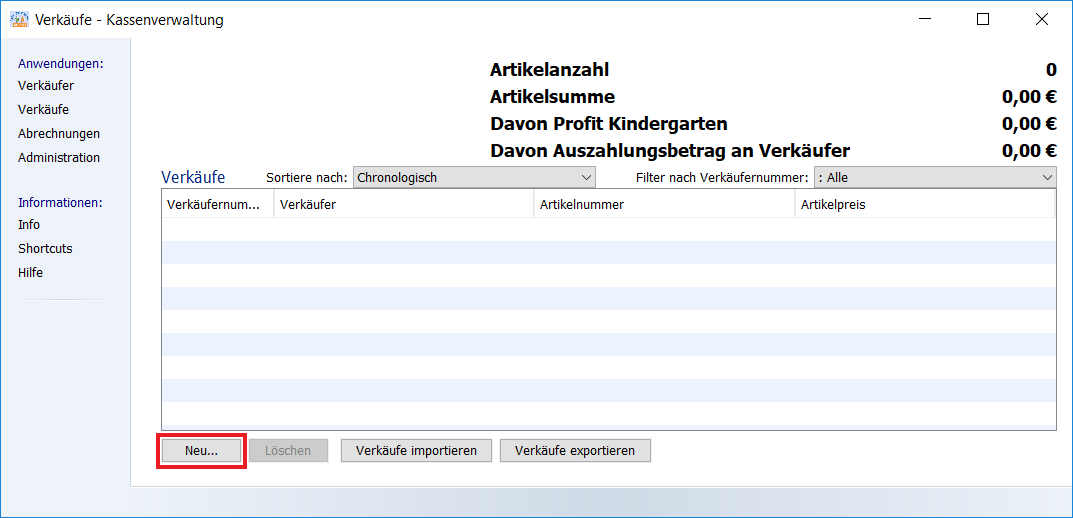 Verkäufe - Kassenverwaltung
Anwendungen:
Verkäufer
Verkäufe
Abrechnungen
Administration
Informationen:
Info
Shortcuts
Hilfe
Artikelanzahl 0
Artikelsumme 0,00 €
Davon Profit Kindergarten 0,00 €
Davon Auszahlungsbetrag an Verkäufer 0,00 €
Verkäufe Sortiere nach: Chronologisch Filter nach Verkäufernummer: : Alle
Verkäufernum... Verkäufer Artikelnummer Artikelpreis
Neu... Löschen Verkäufe importieren Verkäufe exportieren